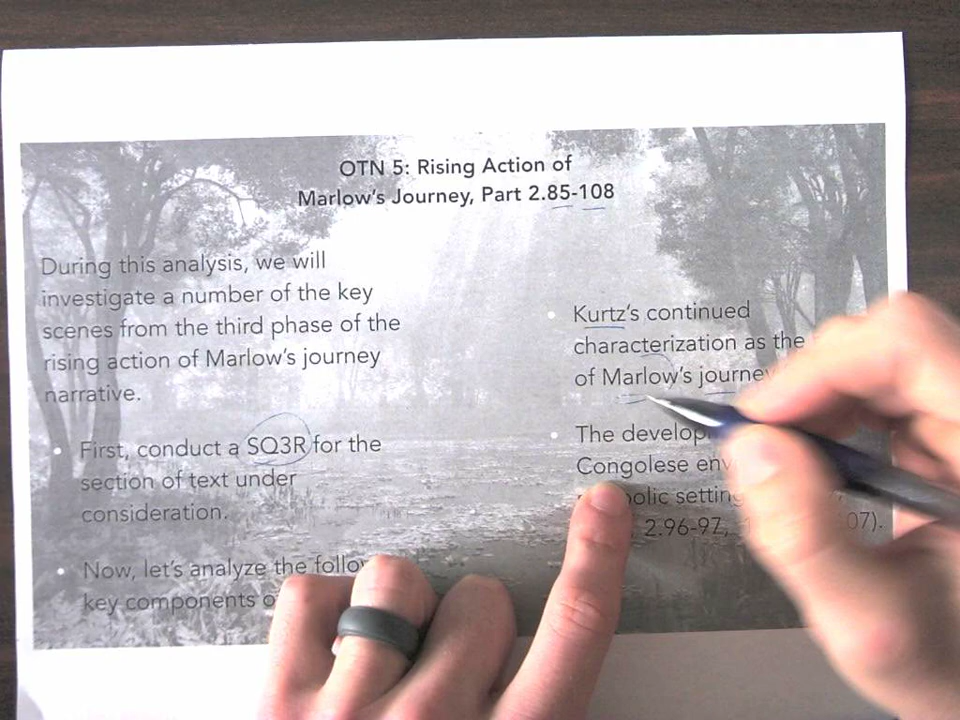 OTN 5: Rising Action of
Marlow's Journey, Part 2.85-108
During this analysis, we will
investigate a number of the key
scenes from the third phase of the
rising action of Marlow's journey
narrative.
First, conduct a SQ3R for the
section of text under
consideration.
Now, let's analyze the
key components
Kurtz's continued
characterization as the
of Marlow's
The
Congolese
setting
2.96-97,
07).